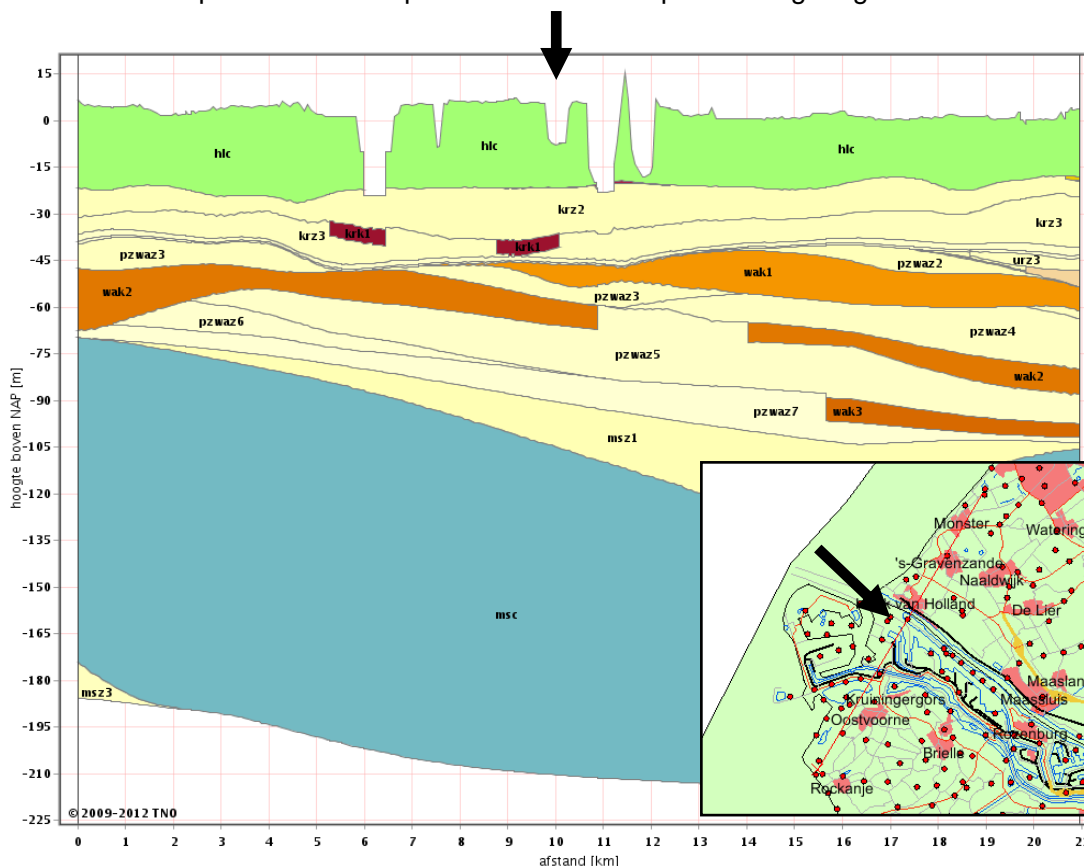 15
0
-15
-30
-45
-60
-75
-90
-105
-120
-135
-150
-165
-180
-195
-210
-225
hoogte boven NAP [m]
hlc
hlc
hlc
krz2
krz3
krk1
krk1
krz3
pzwaz3
pzwaz2
urz3
wak1
wak2
pzwaz3
pzwaz6
pzwaz4
pzwaz5
wak2
pzwaz7
wak3
msz1
msc
msz3
© 2009-2012 TNO
0 1 2 3 4 5 6 7 8 9 10 11 12 13 14 15 16 17 18 19 20
afstand [km]
Monster
's-Gravenzande
Naaldwijk
van Holland
De Lier
Kruiningergors
Oostvoorne
Maassluis
Rozenburg
Brielle
Rockanje